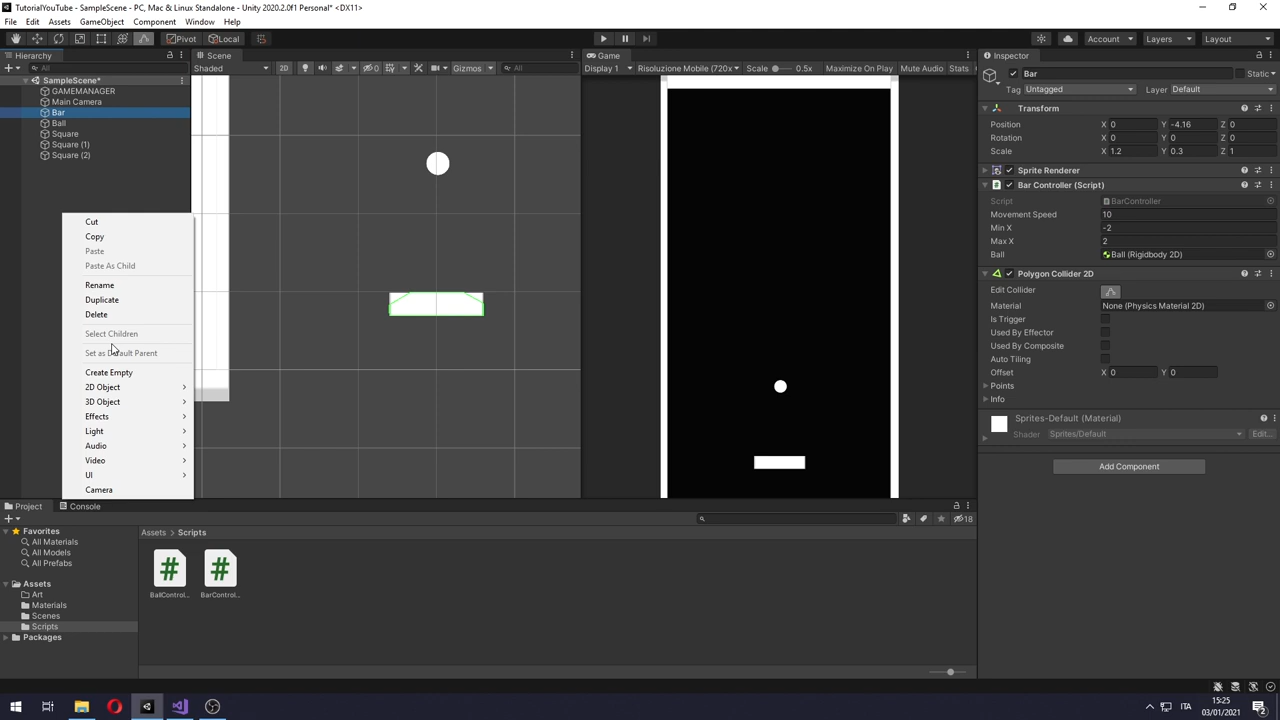 TutorialYouTube - SampleScene - PC, Mac & Linux Standalone - Unity 2020.2.0f1 Personal* <DX11>
File Edit Assets GameObject Component Window Help
Pivot Local Account Layers Layout
Hierarchy Scene Game Inspector
All Shaded 2D 0 Gizmos All Display 1 Risoluzione Mobile (720x Scale 0.5x Maximize On Play Mute Audio Stats
Bar Static
Tag Untagged Layer Default
SampleScene*
GAMEMANAGER
Main Camera
Bar
Ball
Square
Square (1)
Square (2)
Cut
Copy
Paste
Paste As Child
Rename
Duplicate
Delete
Select Children
Set as Default Parent
Create Empty
2D Object
3D Object
Effects
Light
Audio
Video
UI
Camera
Transform
Position X 0 Y -4.16 Z 0
Rotation X 0 Y 0 Z 0
Scale X 1.2 Y 0.3 Z 1
Sprite Renderer
Bar Controller (Script)
Script BarController
Movement Speed 10
Min X -2
Max X 2
Ball Ball (Rigidbody 2D)
Polygon Collider 2D
Edit Collider
Material None (Physics Material 2D)
Is Trigger
Used By Effector
Used By Composite
Auto Tiling
Offset X 0 Y 0
Points
Info
Sprites-Default (Material)
Shader Sprites/Default Edit...
Add Component
Project Console
18
Favorites
All Materials
All Models
All Prefabs
Assets
Art
Materials
Scenes
Scripts
Packages
Assets > Scripts
# #
BallControl... BarControl...
ITA
15:25
03/01/2021
2